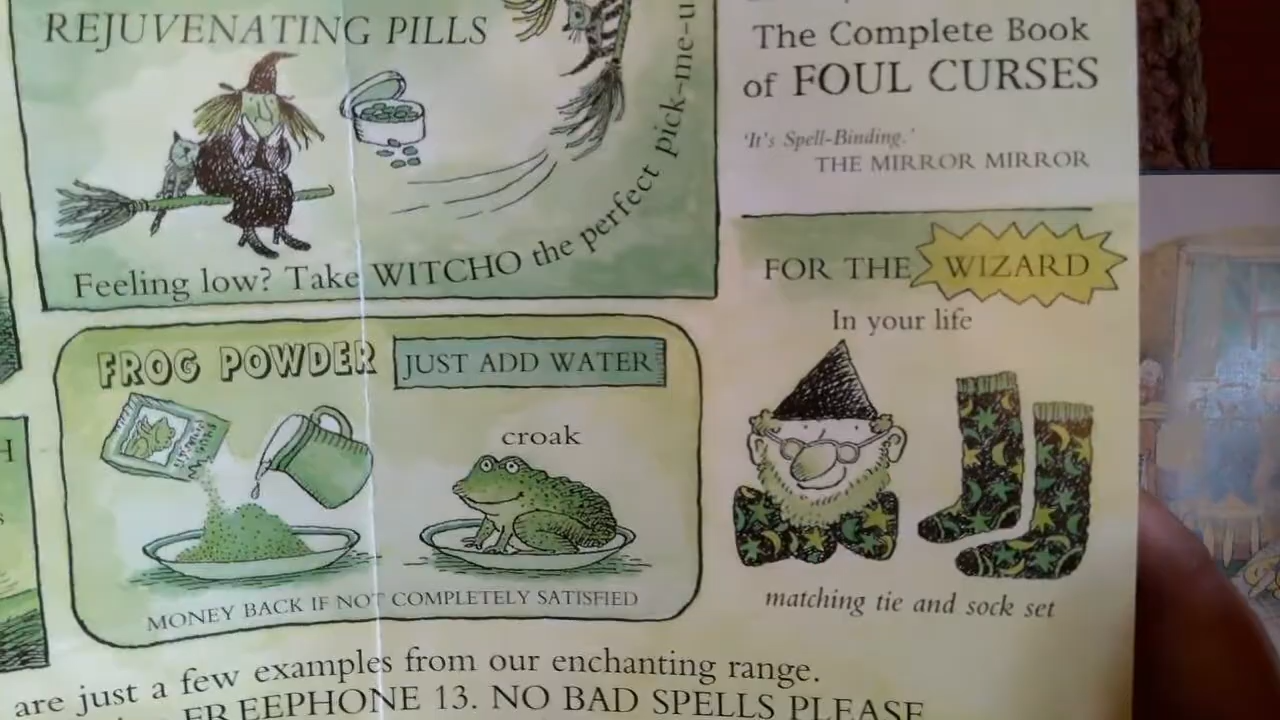 REJUVENATING PILLS
Feeling low? Take WITCHO the perfect pick-me-u
The Complete Book
of FOUL CURSES
'It's Spell-Binding.'
THE MIRROR MIRROR
FOR THE WIZARD
In your life
matching tie and sock set
FROG POWDER JUST ADD WATER
croak
MONEY BACK IF NOT COMPLETELY SATISFIED
H
s
are just a few examples from our enchanting range.
FREEPHONE 13. NO BAD SPELLS PLEASE